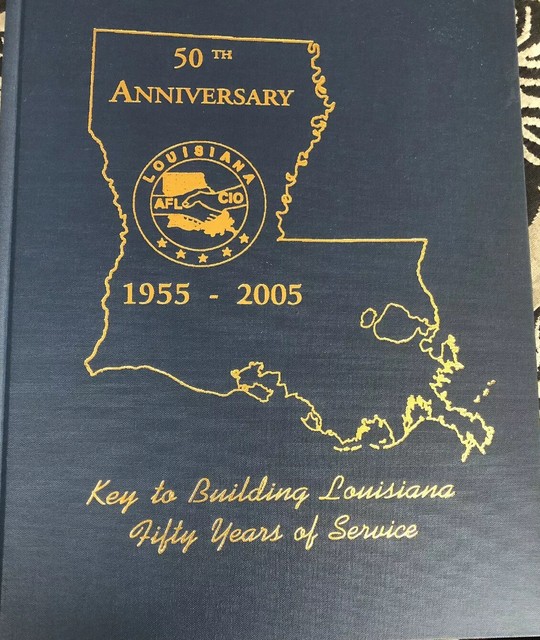 50 TH
ANNIVERSARY
LOUISIANA
AFL CIO
1955 - 2005
Key to Building Louisiana
Fifty Years of Service